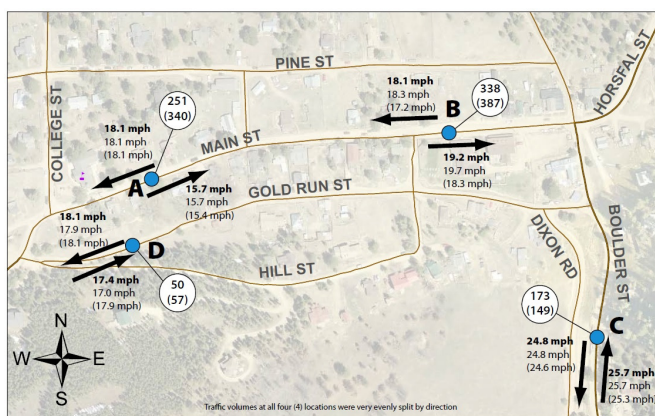 PINE ST
HORSFAL ST
COLLEGE ST
MAIN ST
GOLD RUN ST
HILL ST
DIXON RD
BOULDER ST
251
(340)
18.1 mph
18.1 mph
(18.1 mph)
A
15.7 mph
15.7 mph
(15.4 mph)
18.1 mph
18.3 mph
(17.2 mph)
B
338
(387)
19.2 mph
19.7 mph
(18.3 mph)
18.1 mph
17.9 mph
(18.1 mph)
D
17.4 mph
17.0 mph
(17.9 mph)
50
(57)
173
(149)
C
24.8 mph
24.8 mph
(24.6 mph)
25.7 mph
25.7 mph
(25.3 mph)
N
W
E
S
Traffic volumes at all four (4) locations were very evenly split by direction